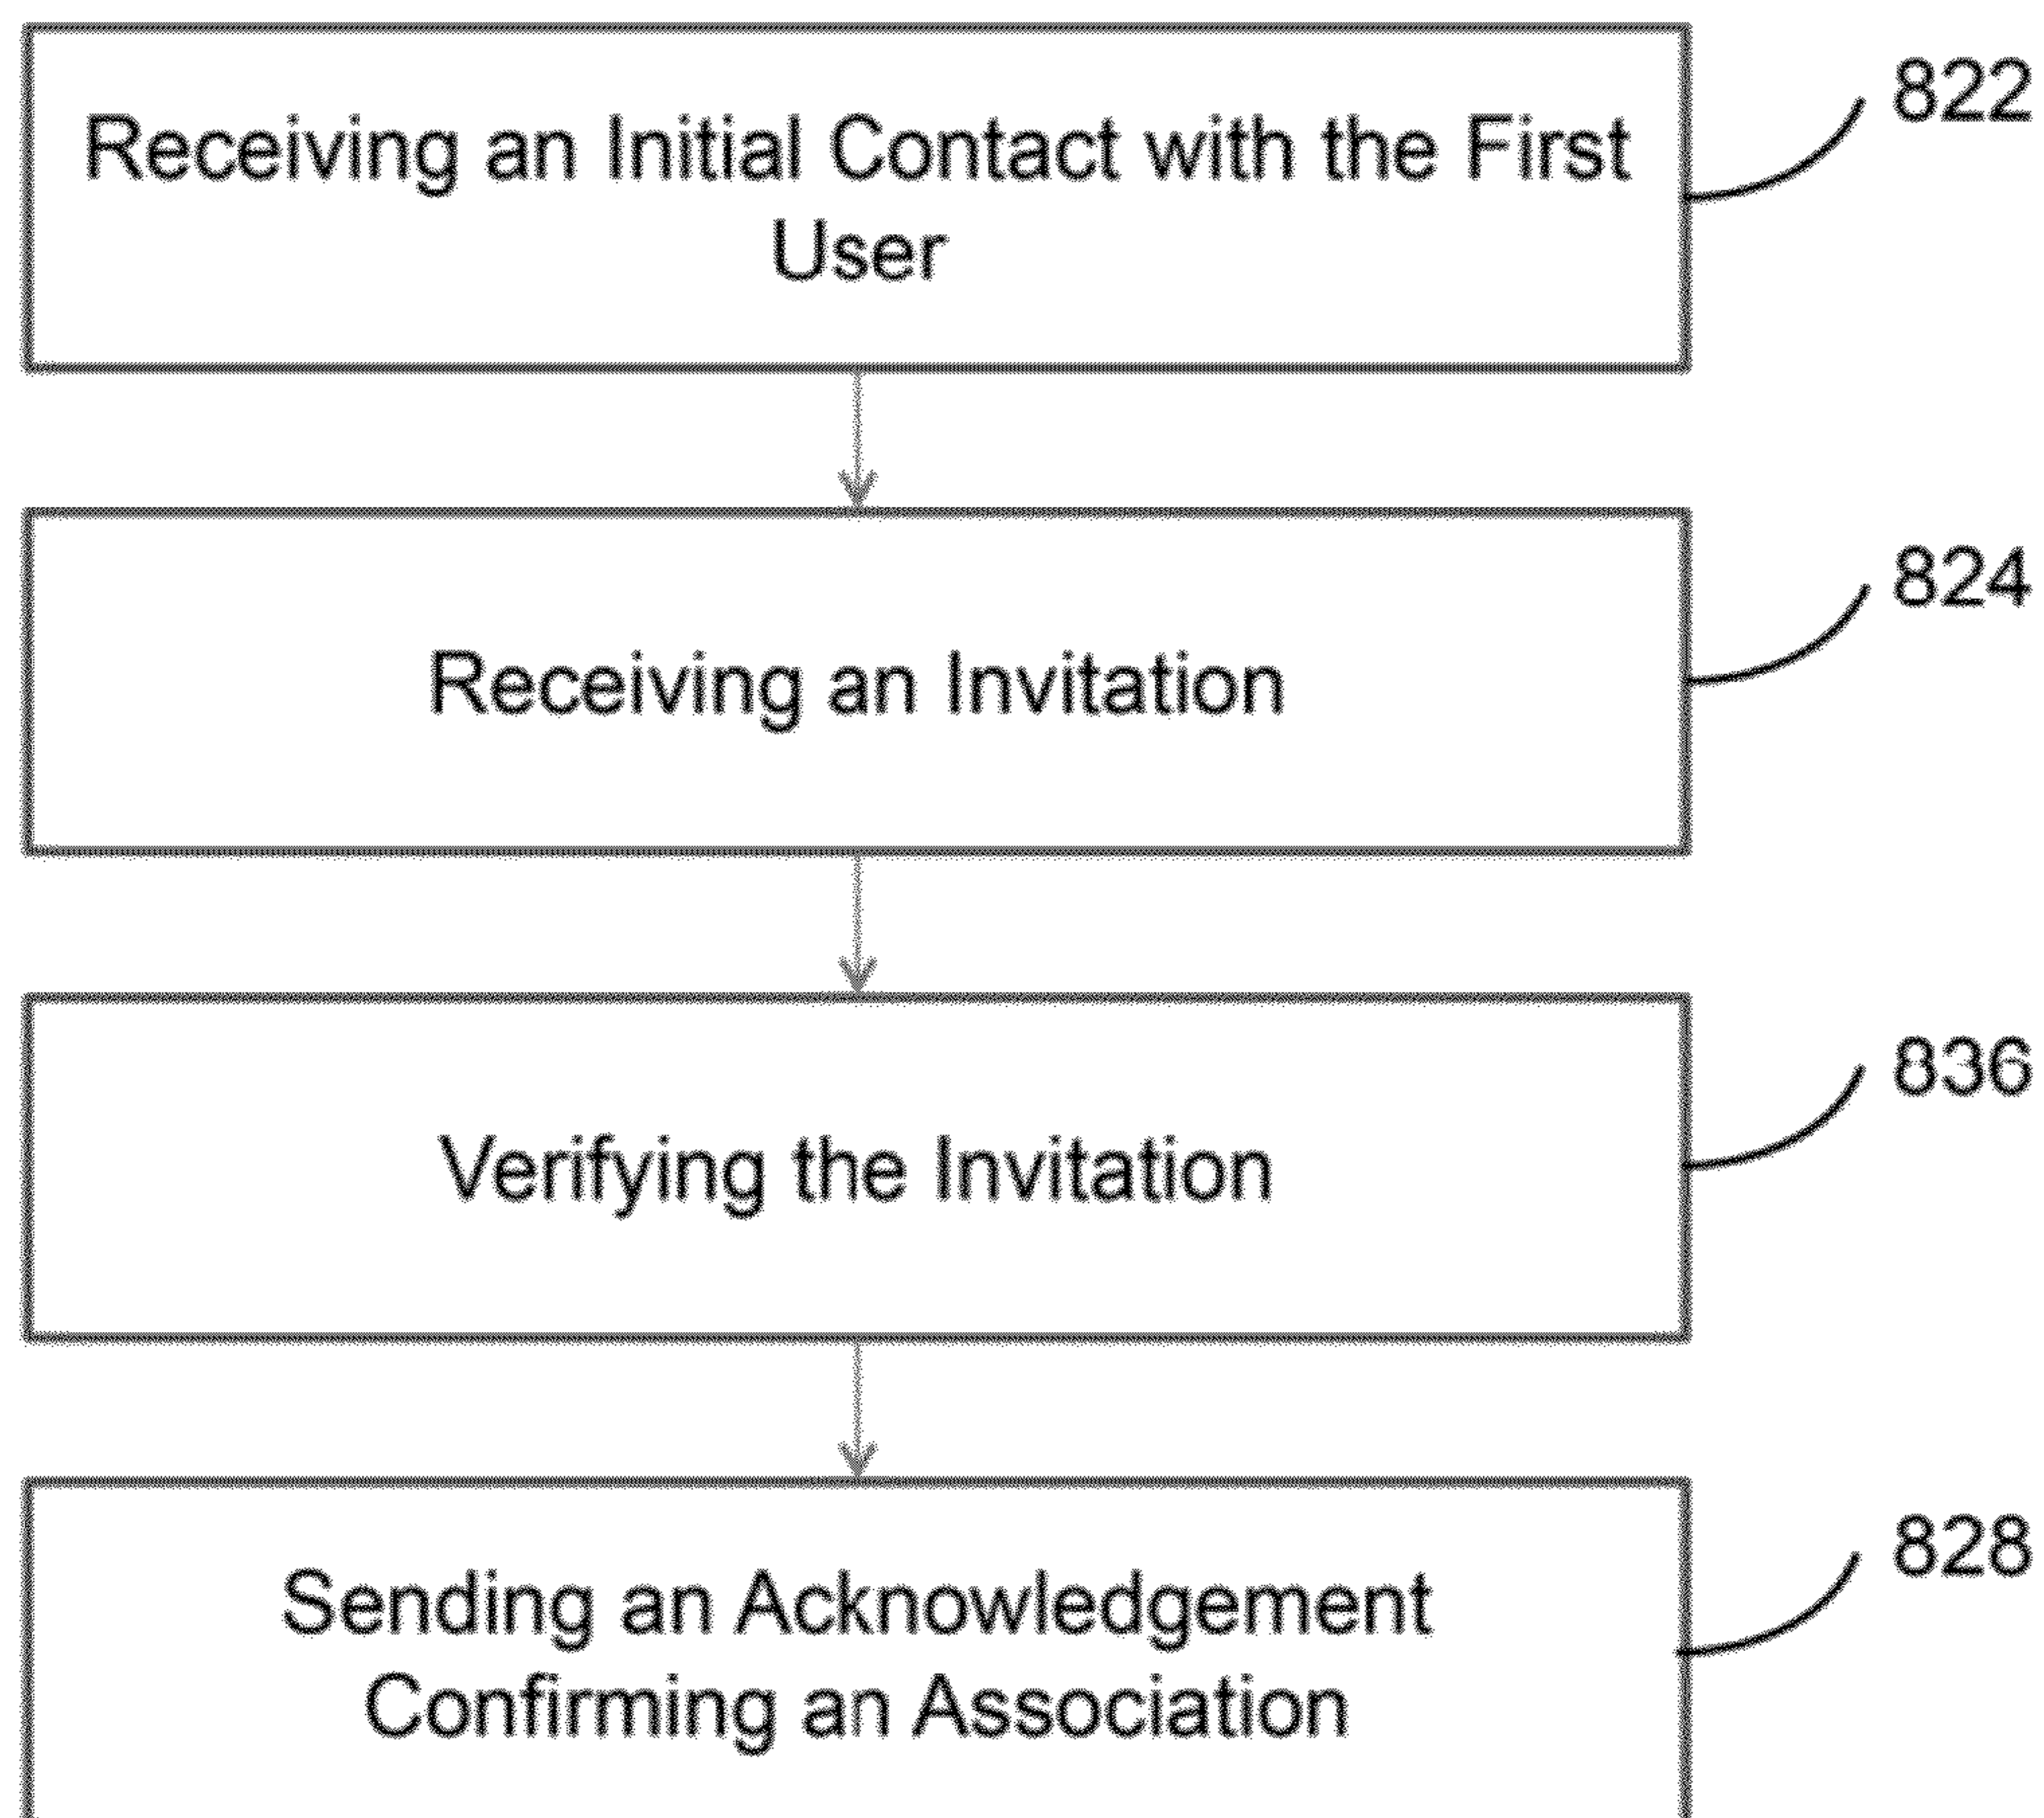 Receiving an Initial Contact with the First
User
822
Receiving an Invitation
824
Verifying the Invitation
836
Sending an Acknowledgement
Confirming an Association
828